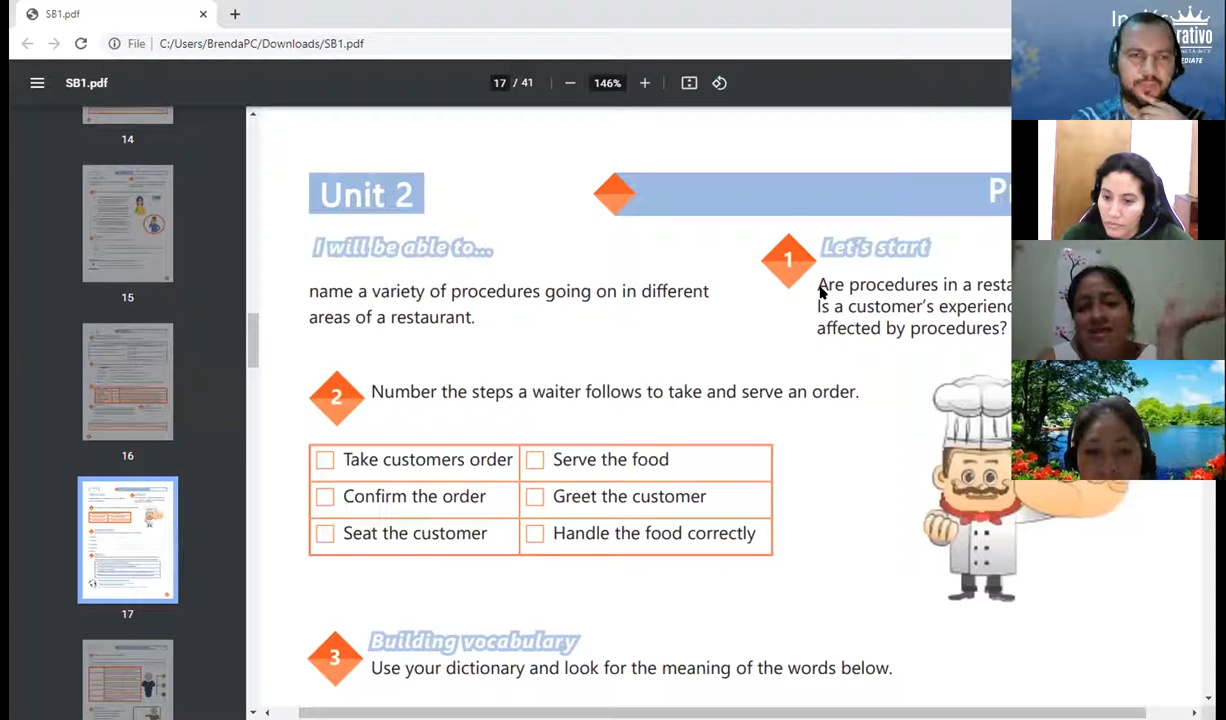 SB1.pdf
File
C:/Users/BrendaPC/Downloads/SB1.pdf
SB1.pdf
17 / 41
146%
14
15
16
17
Unit 2
I will be able to...
name a variety of procedures going on in different
areas of a restaurant.
1
Let's start
Are procedures in a resta
Is a customer's experienc
affected by procedures?
2
Number the steps a waiter follows to take and serve an order.
Take customers order
Serve the food
Confirm the order
Greet the customer
Seat the customer
Handle the food correctly
3
Building vocabulary
Use your dictionary and look for the meaning of the words below.